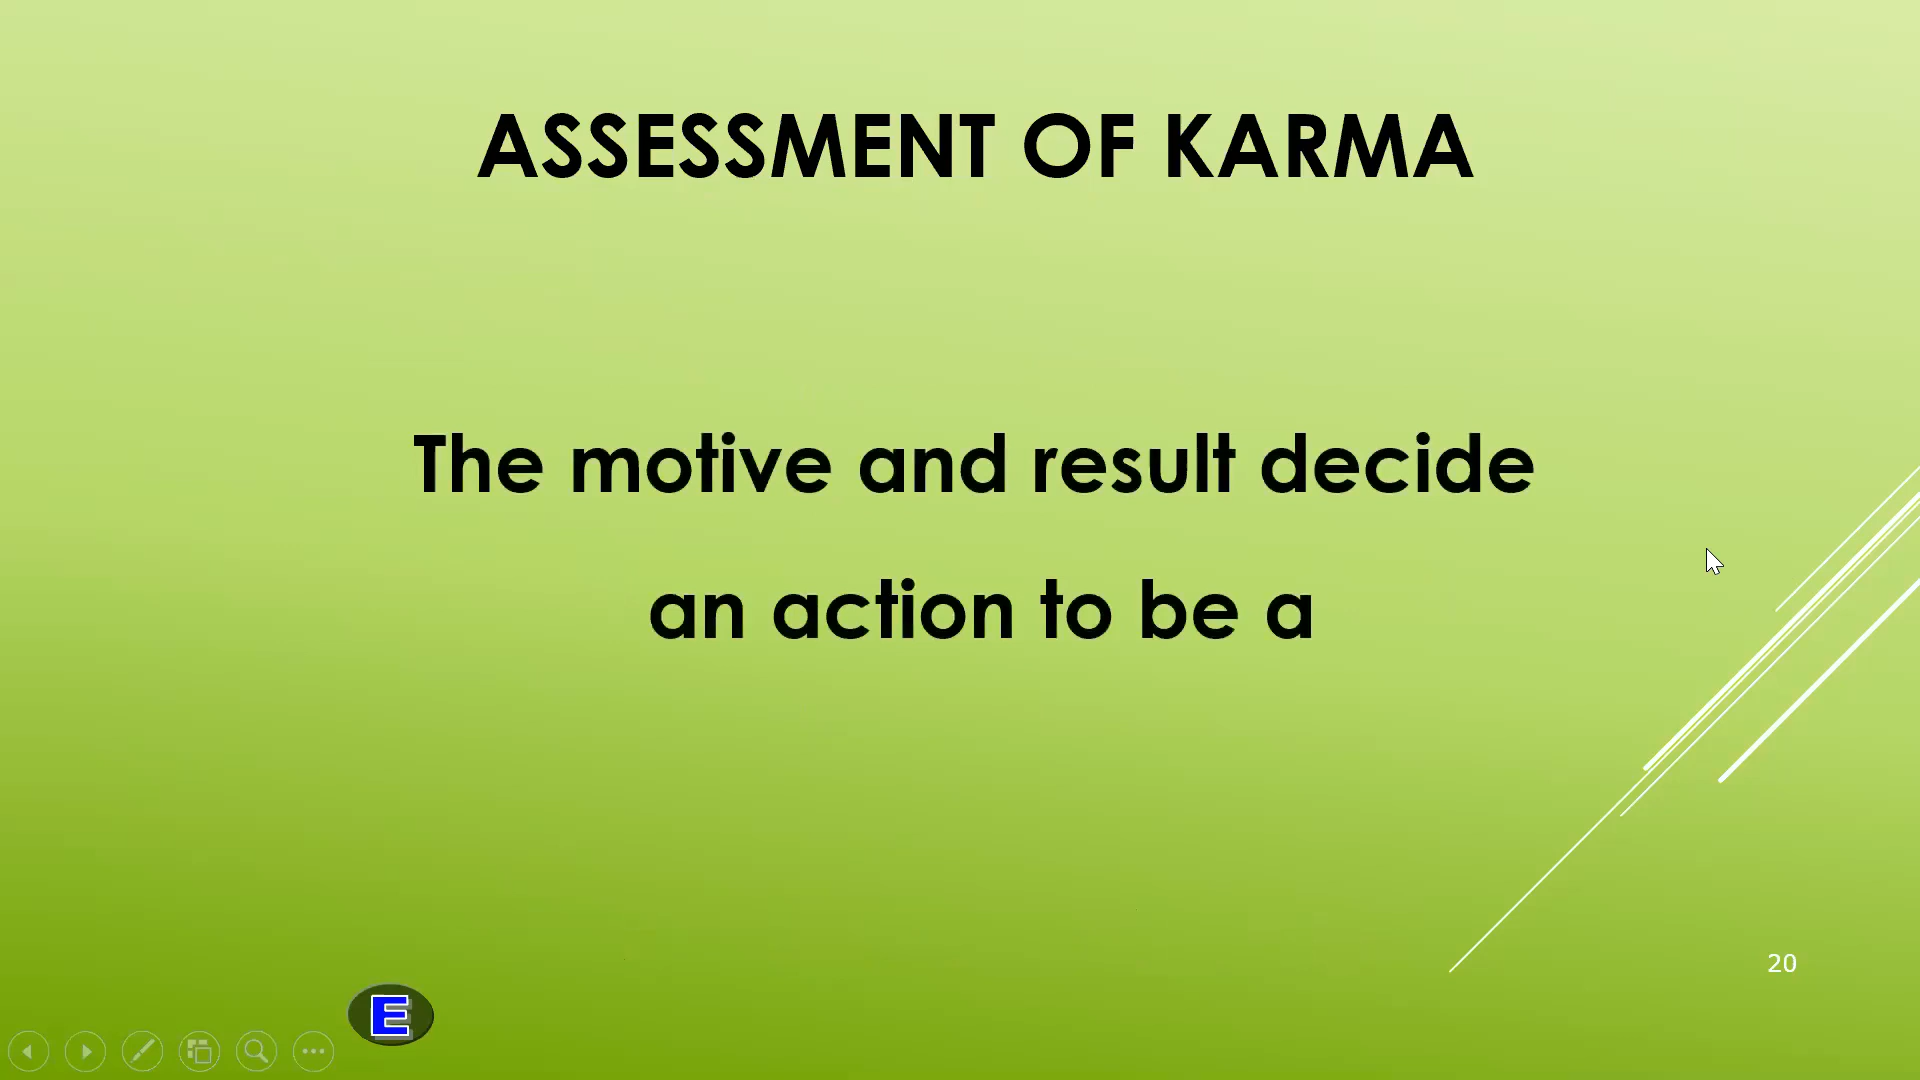 ASSESSMENT OF KARMA
The motive and result decide
an action to be a
20
E